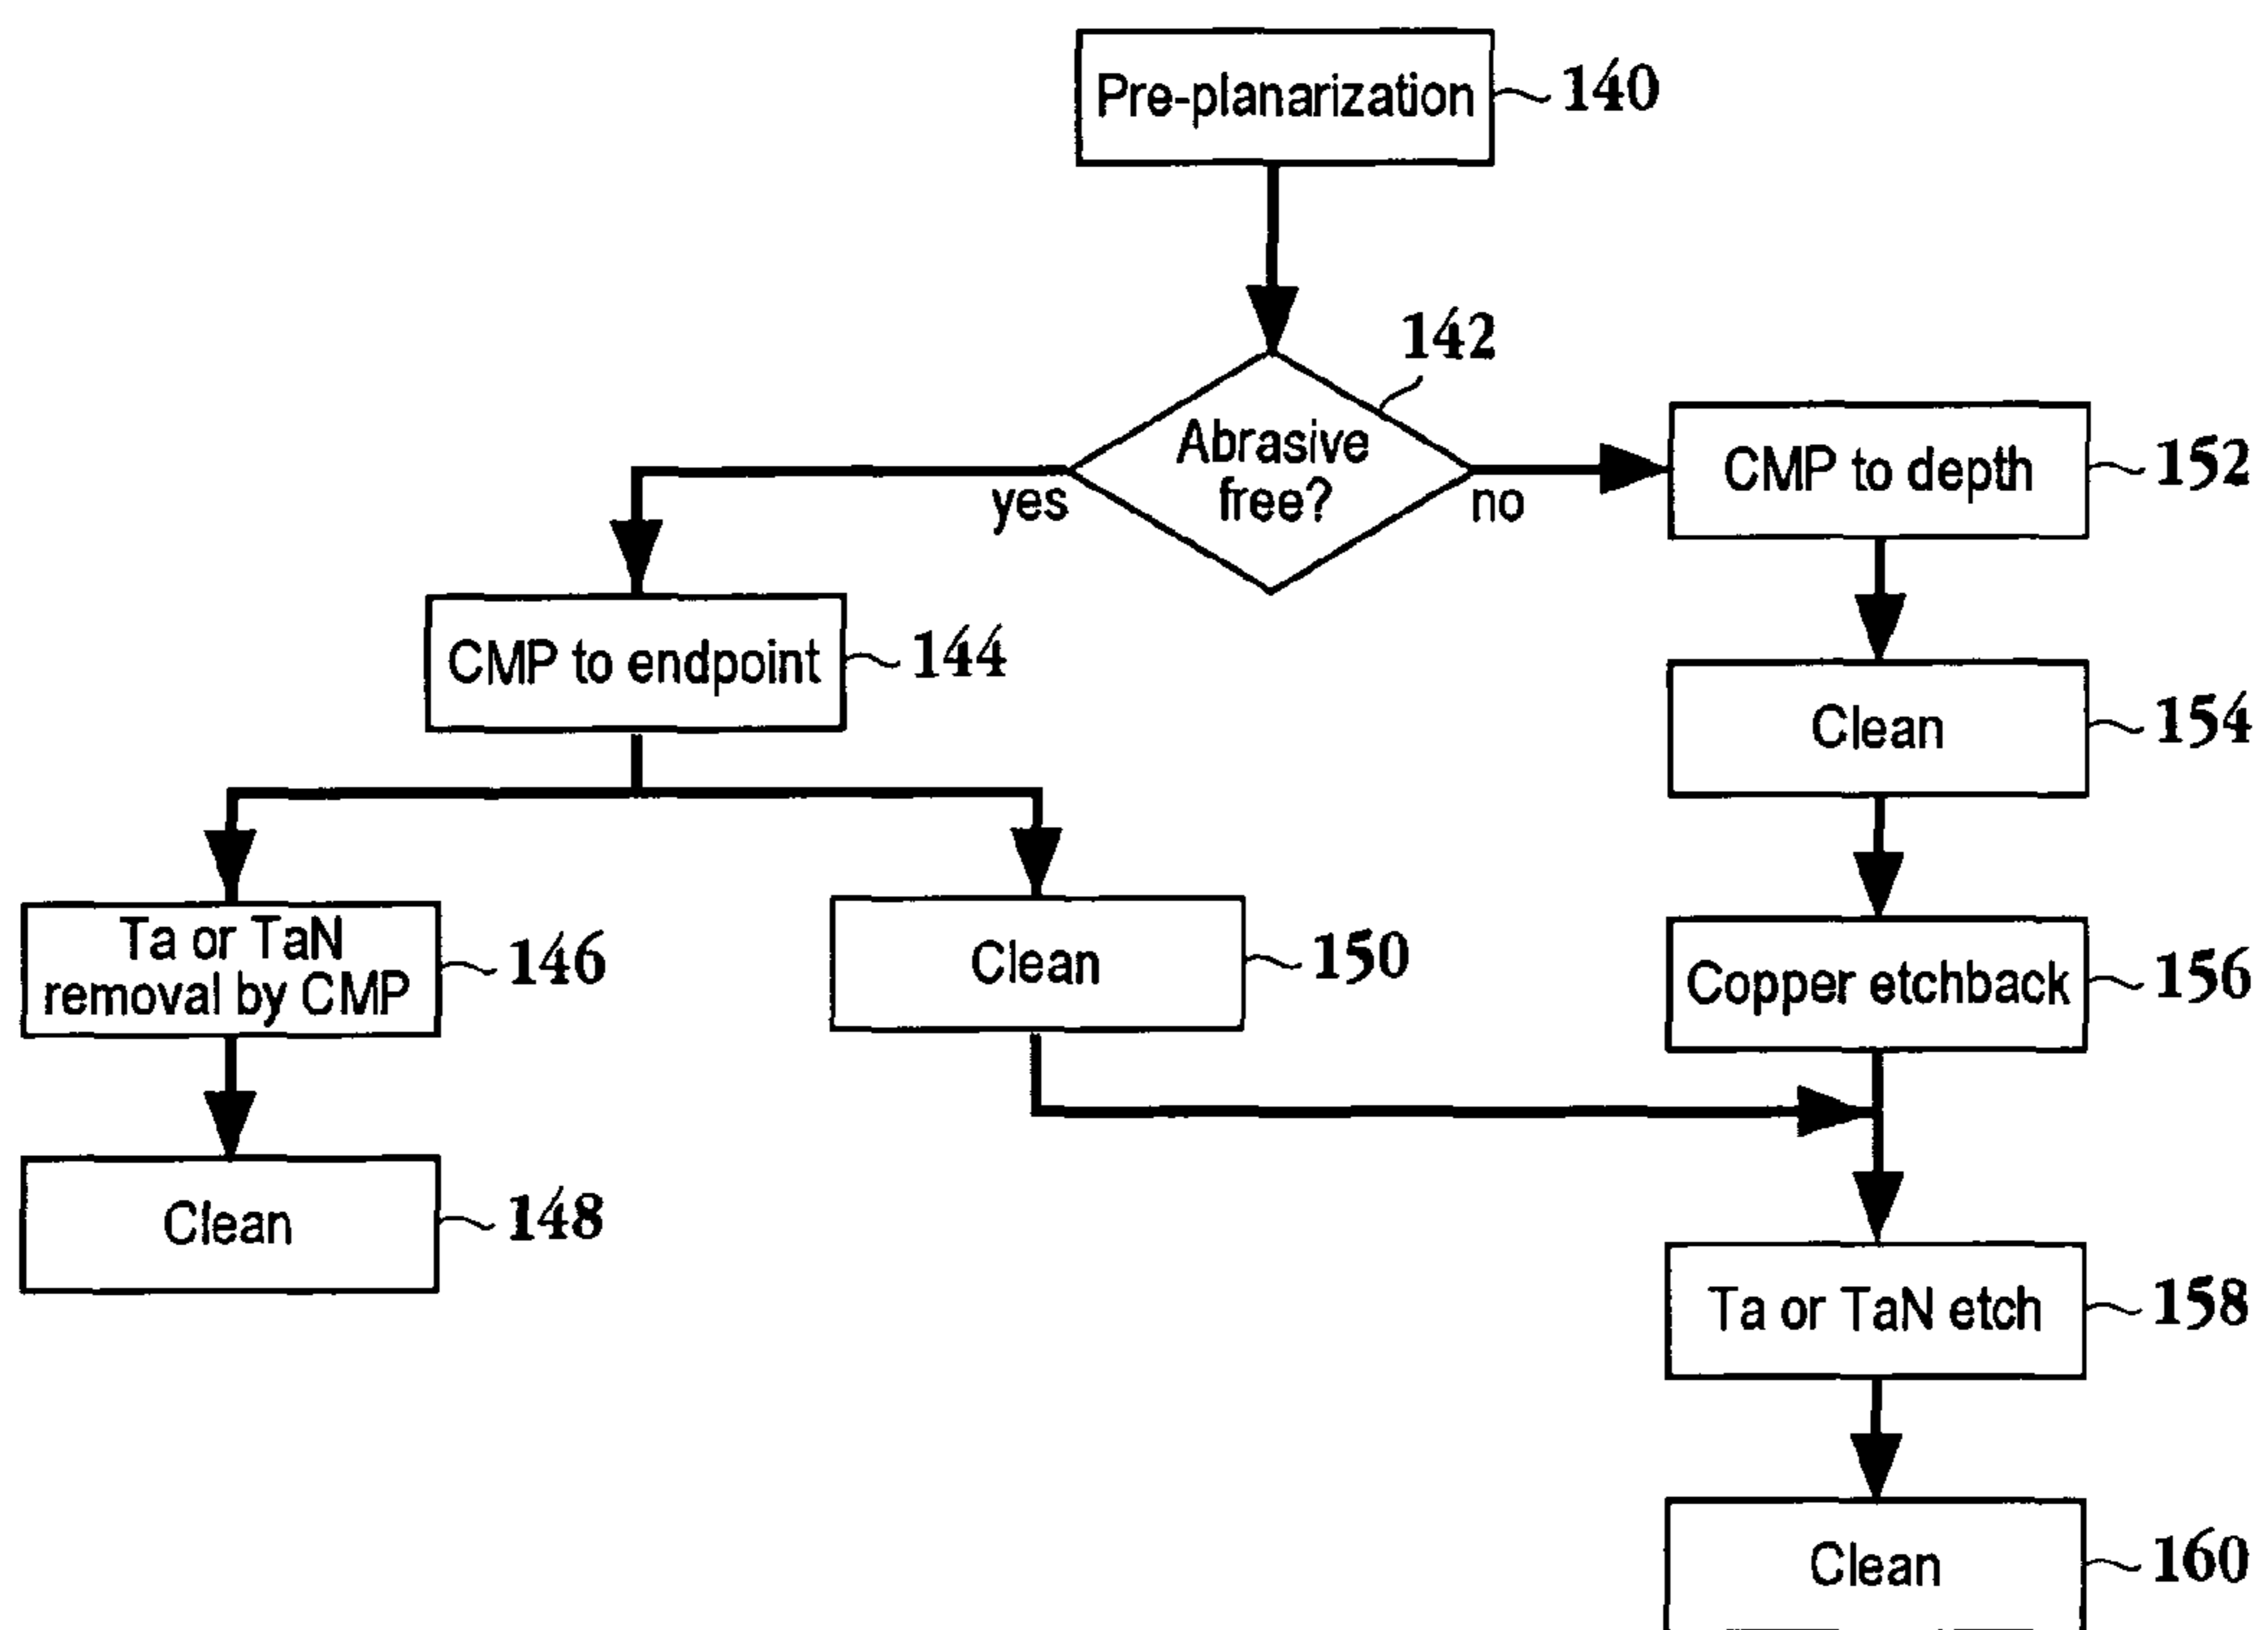 Pre-planarization
140
142
Abrasive
free?
yes
no
CMP to depth
152
CMP to endpoint
144
Clean
154
Ta or TaN
removal by CMP
146
Clean
150
Copper etchback
156
Clean
148
Ta or TaN etch
158
Clean
160